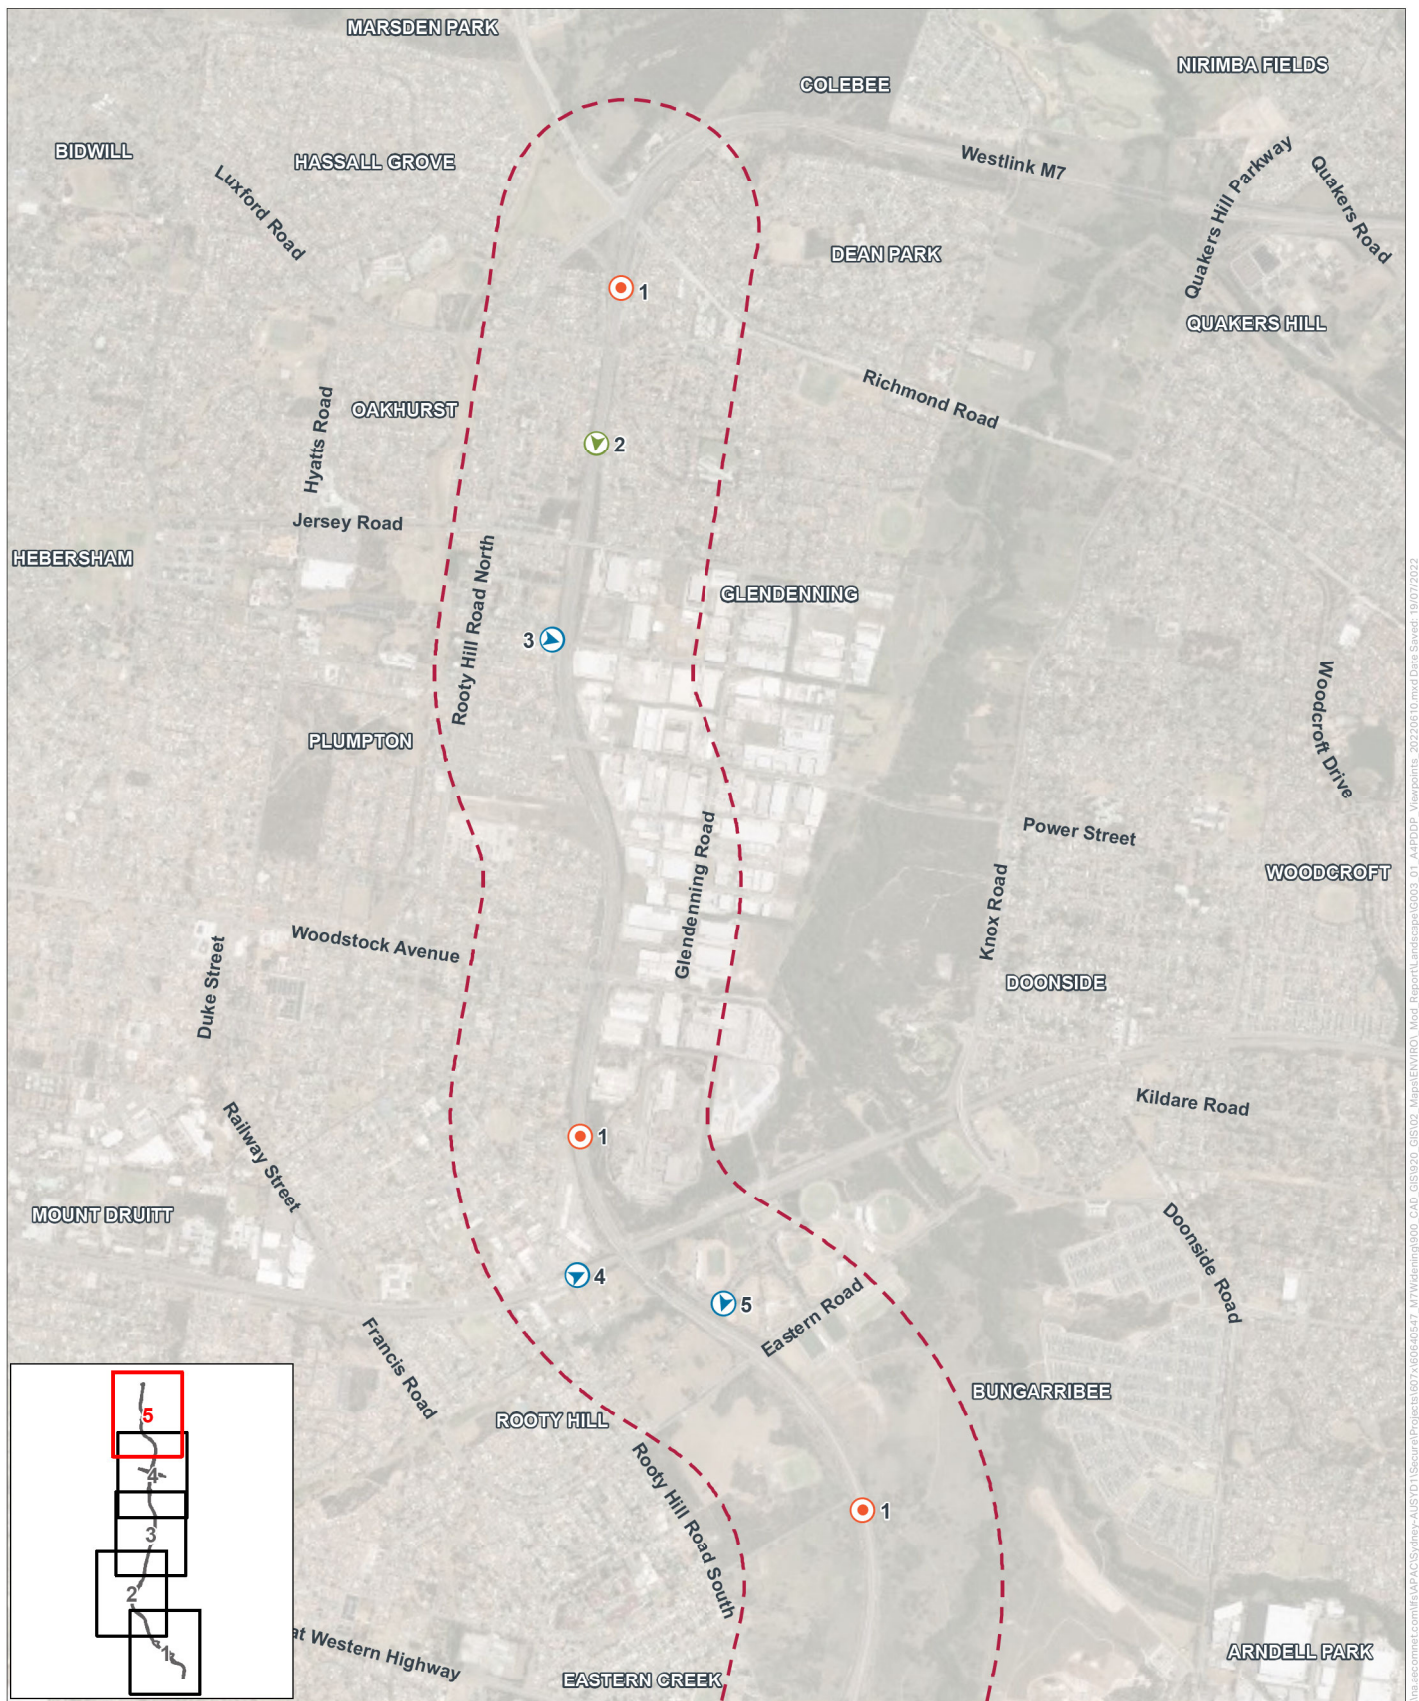 MARSDEN PARK
NIRIMBA FIELDS
COLEBEE
BIDWILL
HASSALL GROVE
Westlink M7
Quakers Hill Parkway
Quakers Road
Luxford Road
DEAN PARK
1
QUAKERS HILL
Richmond Road
OAKHURST
Hyatts Road
2
Jersey Road
HEBERSHAM
Rooty Hill Road North
GLENDENNING
3
Woodcroft Drive
PLUMPTON
Power Street
Glendenning Road
WOODCROFT
Knox Road
Woodstock Avenue
Duke Street
DOONSIDE
Kildare Road
Railway Street
1
MOUNT DRUITT
Doonside Road
4
5
Eastern Road
Francis Road
BUNGARRIBEE
ROOTY HILL
Rooty Hill Road South
1
5
4
3
2
1
at Western Highway
EASTERN CREEK
ARNDELL PARK